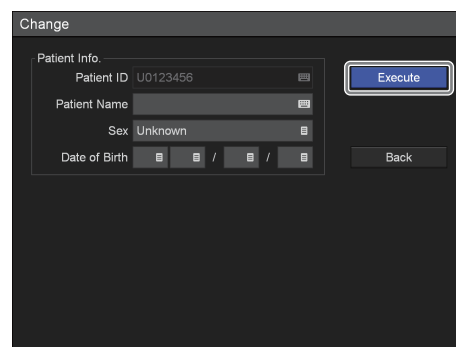 Change
Patient Info.
Patient ID U0123456
Execute
Patient Name
Sex Unknown
Date of Birth / /
Back